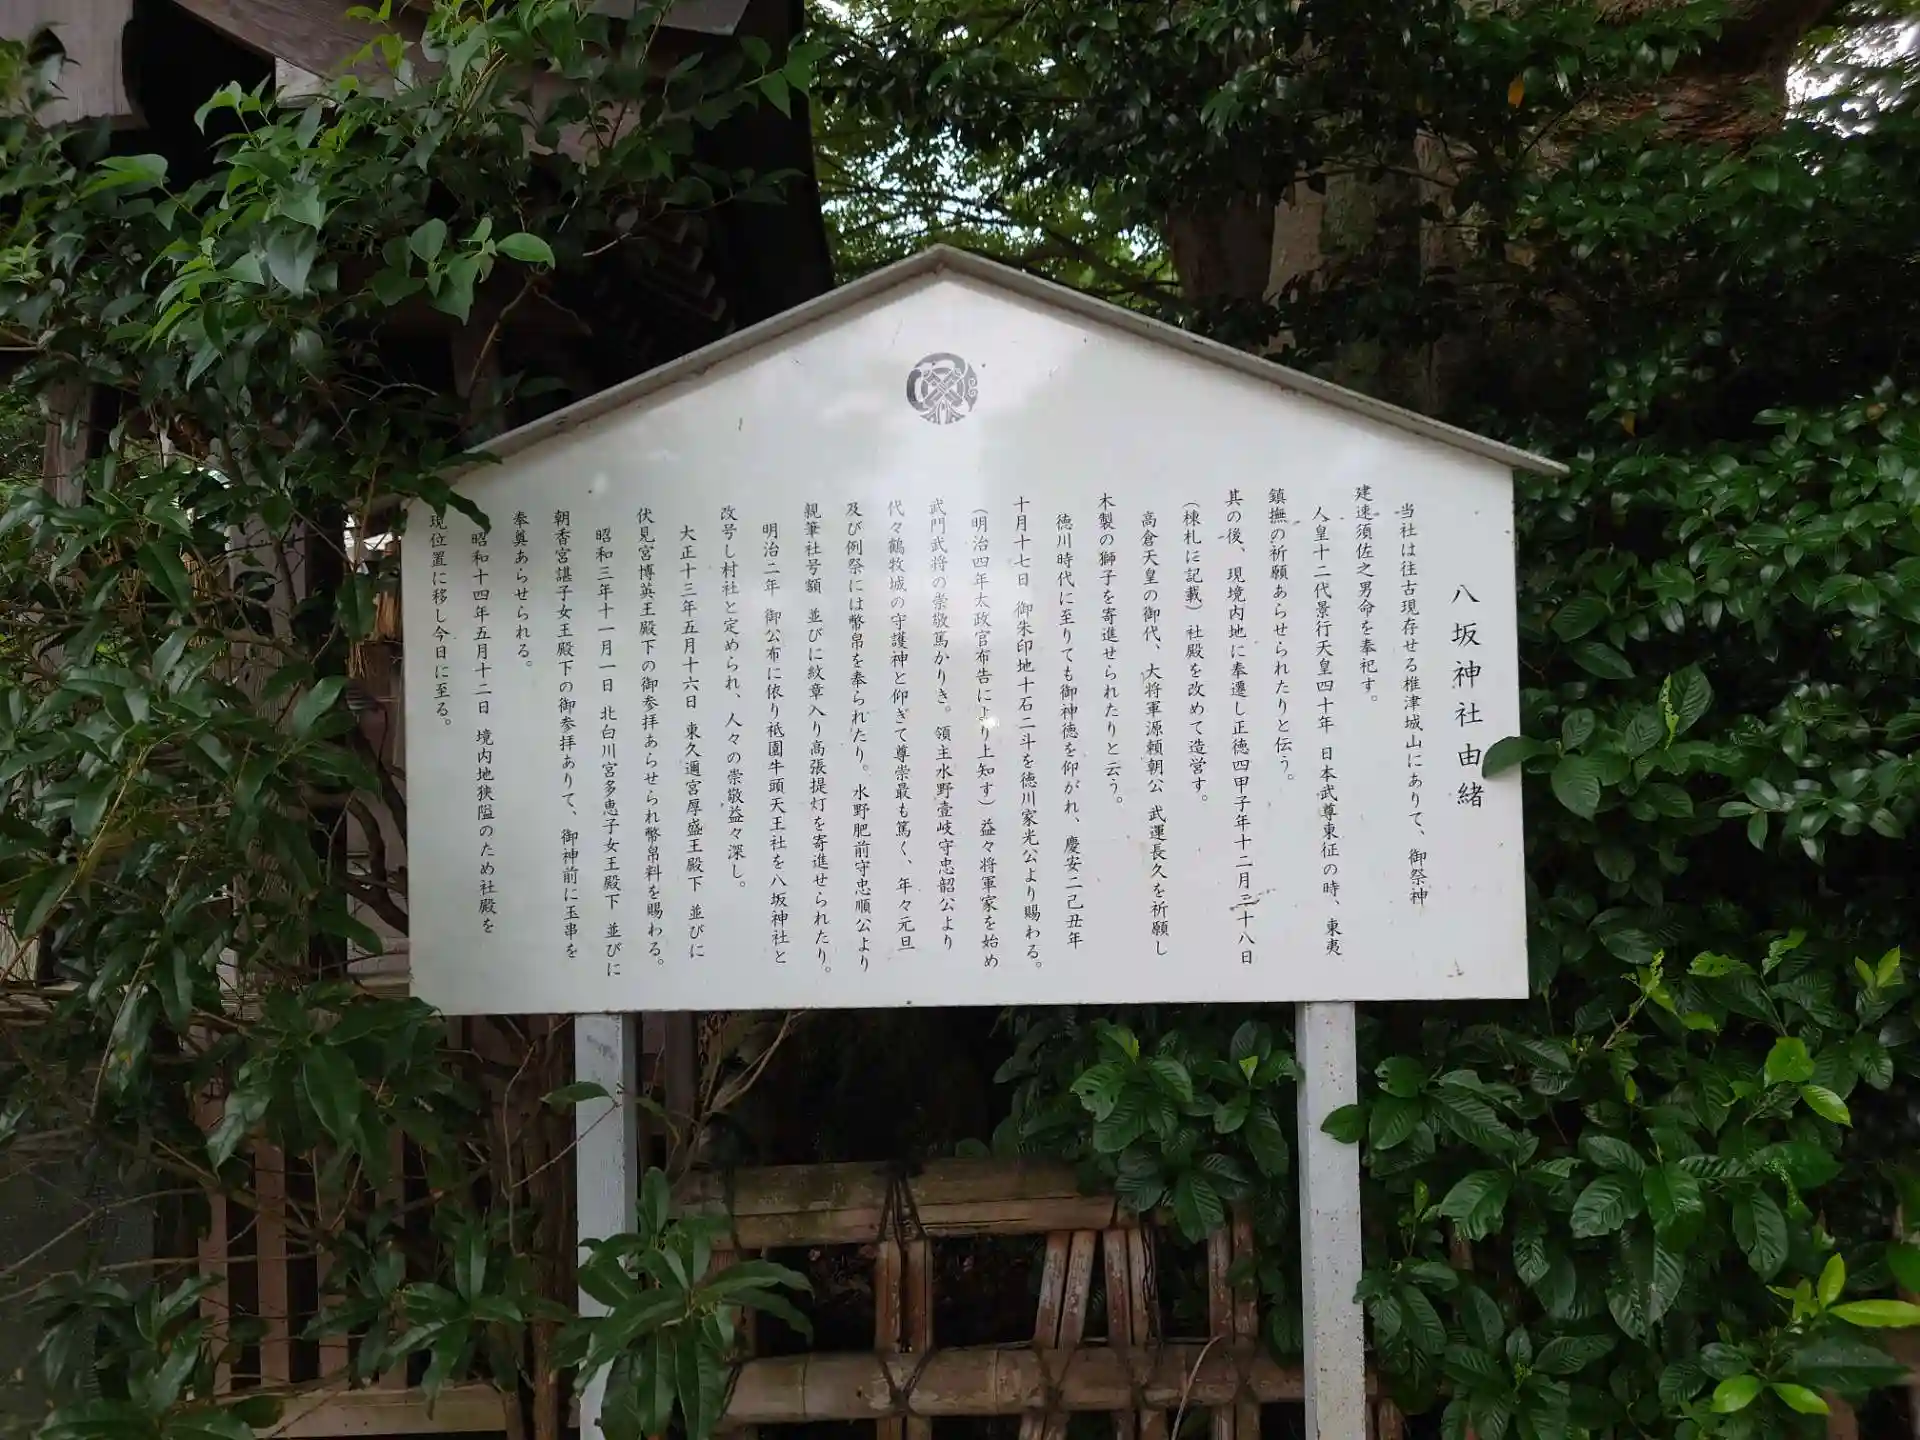 八坂神社由緒
当社は往古現存せる椎津城山にありて、御祭神
建速須佐之男命を奉祀す。
人皇十二代景行天皇四十年 日本武尊東征の時、東夷
鎮撫の祈願あらせられたりと伝う。
其の後、現境内地に奉遷し正徳四甲子年十二月二十八日
(棟札に記載)社殿を改めて造営す。
高倉天皇の御代、大将軍源頼朝公 武運長久を祈願し
木製の獅子を寄進せられたりと云う。
徳川時代に至りても御神徳を仰がれ、慶安二己丑年
十月十七日 御朱印地十石二斗を徳川家光公より賜わる。
(明治四年太政官布告により上知す)益々将軍家を始め
武門武将の崇敬篤かりき。領主水野壹岐守忠韶公より
代々鶴牧城の守護神と仰ぎて尊崇最も篤く、年々元旦
及び例祭には幣帛を奉られたり。水野肥前守忠順公より
親筆社号額 並びに紋章入り高張提灯を寄進せられたり。
明治二年 御公布に依り祇園牛頭天王社を八坂神社と
改号し村社と定められ、人々の崇敬益々深し。
大正十三年五月十六日 東久邇宮厚盛王殿下 並びに
伏見宮博英王殿下の御参拝あらせられ幣帛料を賜わる。
昭和三年十一月一日 北白川宮多恵子女王殿下 並びに
朝香宮諶子女王殿下の御参拝ありて、御神前に玉串を
奉奠あらせられる。
昭和十四年五月十二日 境内地狭隘のため社殿を
現位置に移し今日に至る。